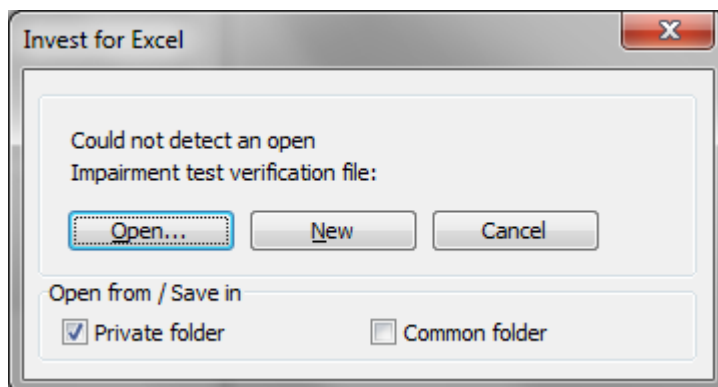 Invest for Excel
Could not detect an open
Impairment test verification file:
Open...
New
Cancel
Open from / Save in
Private folder
Common folder